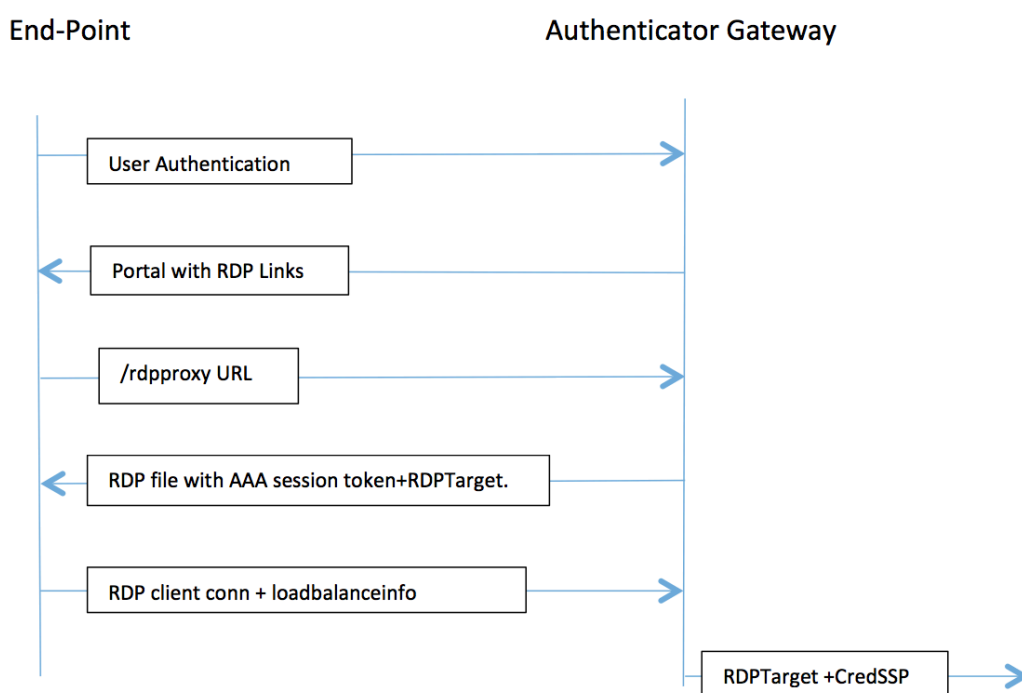 End-Point
Authenticator Gateway
User Authentication
Portal with RDP Links
/rdpproxy URL
RDP file with AAA session token+RDPTarget.
RDP client conn + loadbalanceinfo
RDPTarget +CredSSP